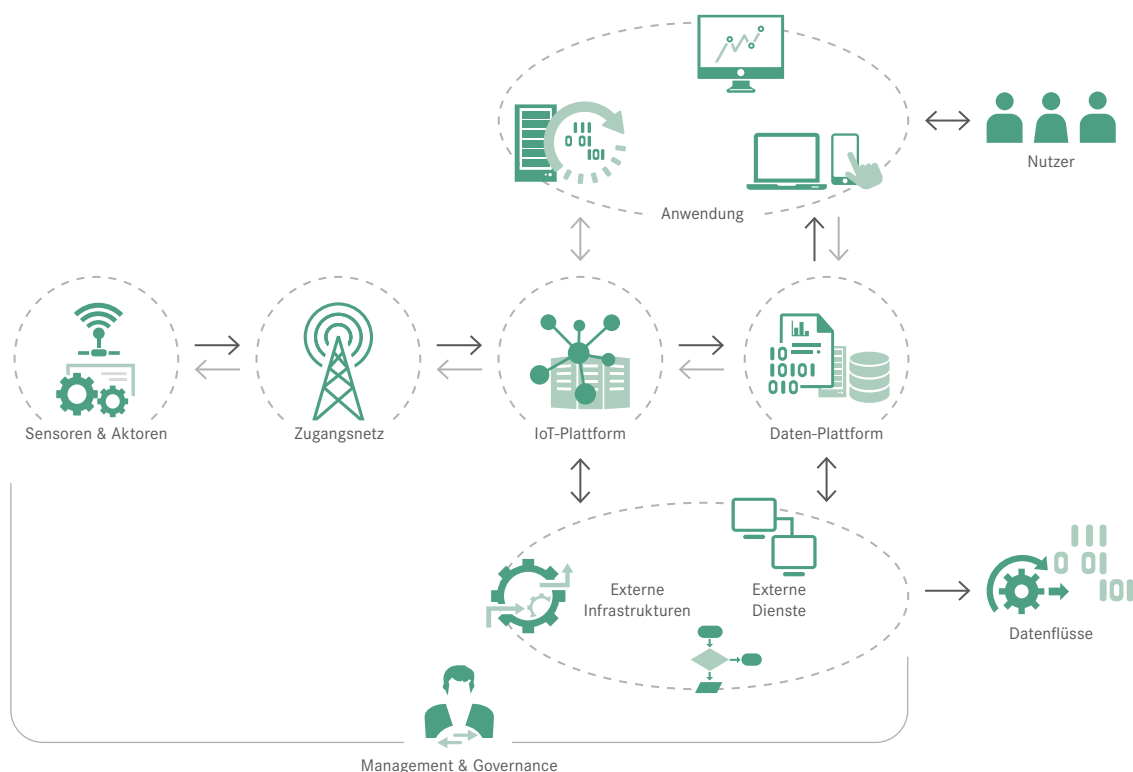 Nutzer
Anwendung
Sensoren & Aktoren
Zugangsnetz
IoT-Plattform
Daten-Plattform
Externe
Infrastrukturen
Externe
Dienste
Datenflüsse
Management & Governance